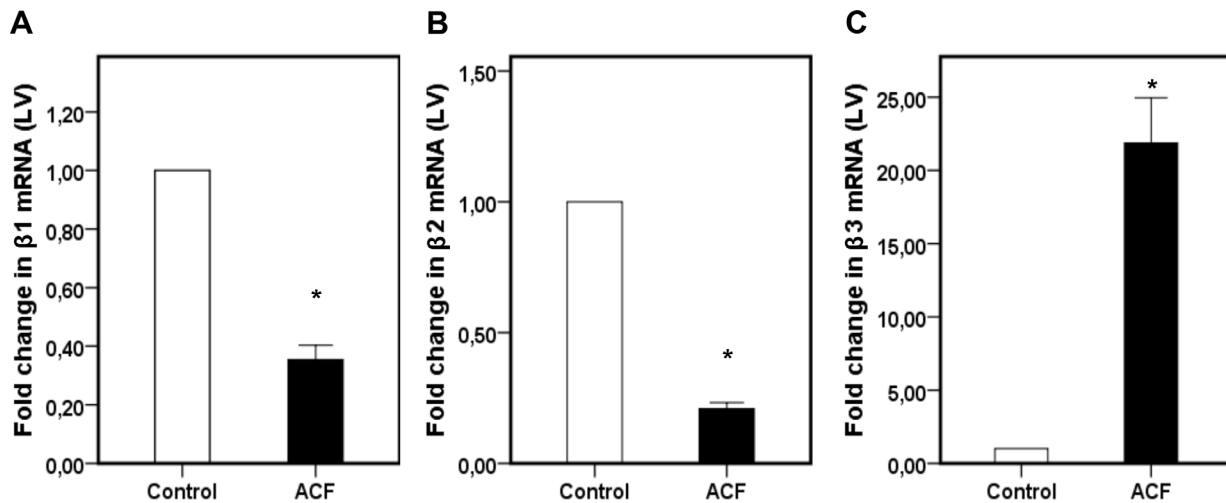 A
Fold change in β1 mRNA (LV)
1,20
1,00
0,80
0,60
0,40
0,20
0,00
*
Control ACF
B
Fold change in β2 mRNA (LV)
1,50
1,00
0,50
0,00
*
Control ACF
C
Fold change in β3 mRNA (LV)
25,00
20,00
15,00
10,00
5,00
0,00
*
Control ACF